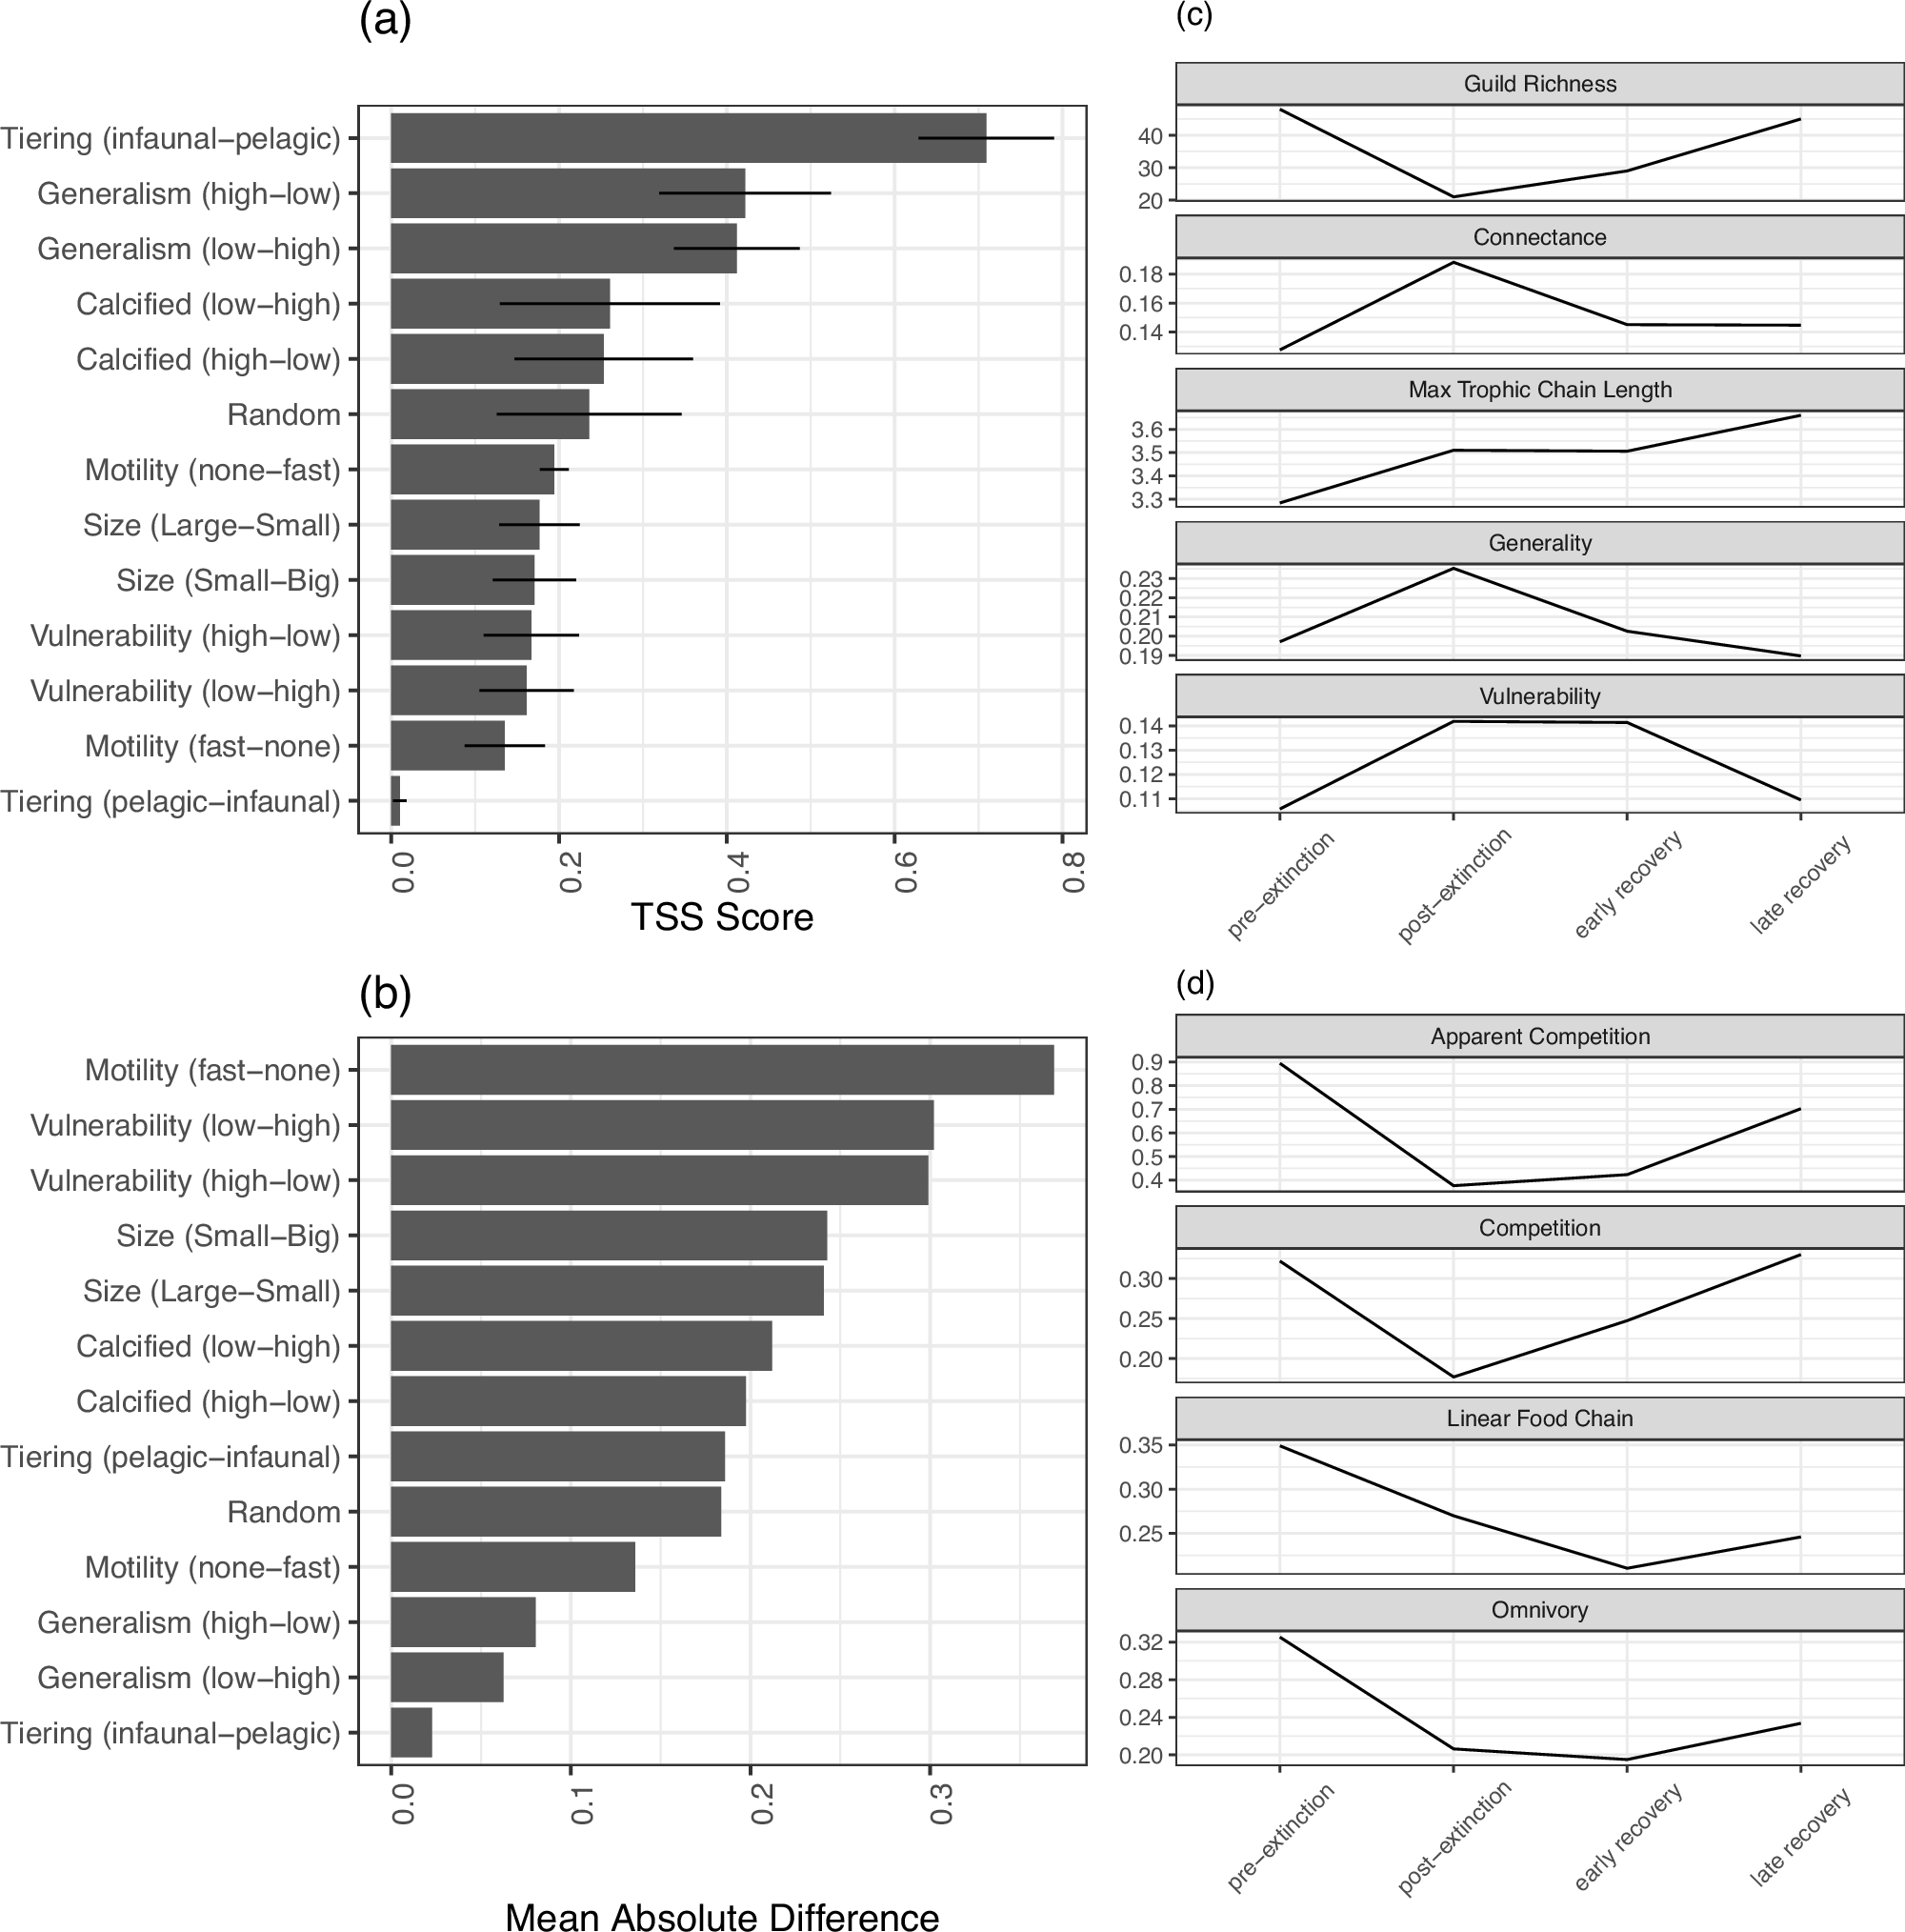 (a)
Tiering (infaunal−pelagic)
Generalism (high−low)
Generalism (low−high)
Calcified (low−high)
Calcified (high−low)
Random
Motility (none−fast)
Size (Large−Small)
Size (Small−Big)
Vulnerability (high−low)
Vulnerability (low−high)
Motility (fast−none)
Tiering (pelagic−infaunal)
0.0
0.2
0.4
0.6
0.8
TSS Score
(b)
Motility (fast−none)
Vulnerability (low−high)
Vulnerability (high−low)
Size (Small−Big)
Size (Large−Small)
Calcified (low−high)
Calcified (high−low)
Tiering (pelagic−infaunal)
Random
Motility (none−fast)
Generalism (high−low)
Generalism (low−high)
Tiering (infaunal−pelagic)
0.0
0.1
0.2
0.3
Mean Absolute Difference
(c)
Guild Richness
40
30
20
Connectance
0.18
0.16
0.14
Max Trophic Chain Length
3.6
3.5
3.4
3.3
Generality
0.23
0.22
0.21
0.20
0.19
Vulnerability
0.14
0.13
0.12
0.11
pre−extinction
post−extinction
early recovery
late recovery
(d)
Apparent Competition
0.9
0.8
0.7
0.6
0.5
0.4
Competition
0.30
0.25
0.20
Linear Food Chain
0.35
0.30
0.25
Omnivory
0.32
0.28
0.24
0.20
pre−extinction
post−extinction
early recovery
late recovery